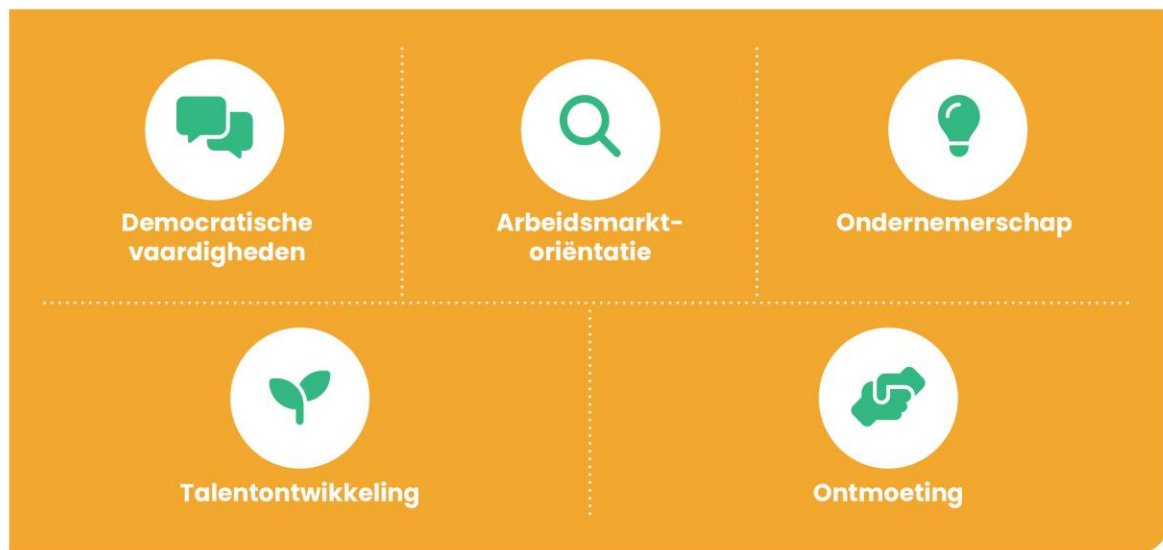 Democratische
vaardigheden
Arbeidsmarkt-
oriëntatie
Ondernemerschap
Talentontwikkeling
Ontmoeting